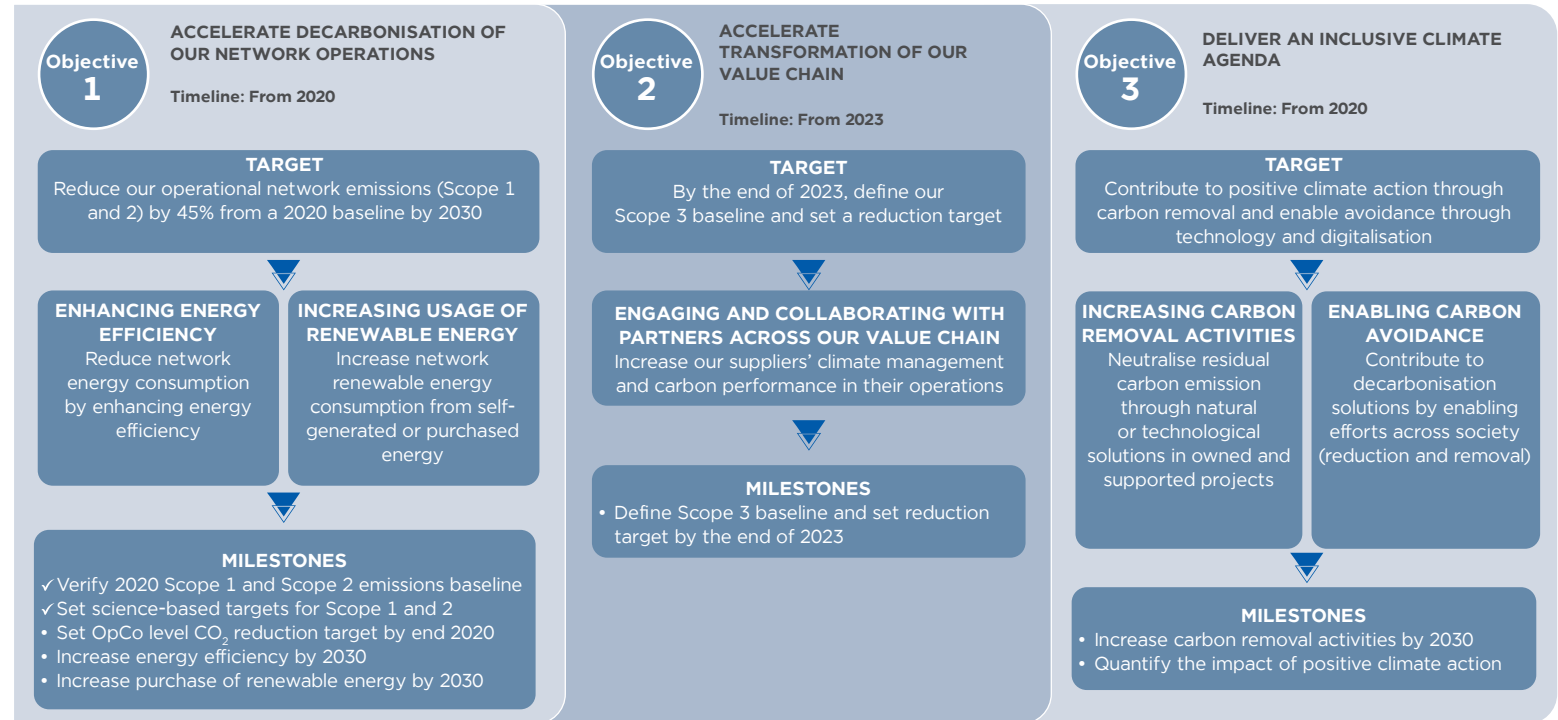 Objective
1
ACCELERATE DECARBONISATION OF
OUR NETWORK OPERATIONS
Timeline: From 2020
TARGET
Reduce our operational network emissions (Scope 1
and 2) by 45% from a 2020 baseline by 2030
ENHANCING ENERGY
EFFICIENCY
Reduce network
energy consumption
by enhancing energy
efficiency
INCREASING USAGE OF
RENEWABLE ENERGY
Increase network
renewable energy
consumption from self-
generated or purchased
energy
MILESTONES
✓ Verify 2020 Scope 1 and Scope 2 emissions baseline
✓ Set science-based targets for Scope 1 and 2
• Set OpCo level CO₂ reduction target by end 2020
• Increase energy efficiency by 2030
• Increase purchase of renewable energy by 2030
Objective
2
ACCELERATE
TRANSFORMATION OF OUR
VALUE CHAIN
Timeline: From 2023
TARGET
By the end of 2023, define our
Scope 3 baseline and set a reduction target
ENGAGING AND COLLABORATING WITH
PARTNERS ACROSS OUR VALUE CHAIN
Increase our suppliers’ climate management
and carbon performance in their operations
MILESTONES
• Define Scope 3 baseline and set reduction
target by the end of 2023
Objective
3
DELIVER AN INCLUSIVE CLIMATE
AGENDA
Timeline: From 2020
TARGET
Contribute to positive climate action through
carbon removal and enable avoidance through
technology and digitalisation
INCREASING CARBON
REMOVAL ACTIVITIES
Neutralise residual
carbon emission
through natural
or technological
solutions in owned and
supported projects
ENABLING CARBON
AVOIDANCE
Contribute to
decarbonisation
solutions by enabling
efforts across society
(reduction and removal)
MILESTONES
• Increase carbon removal activities by 2030
• Quantify the impact of positive climate action